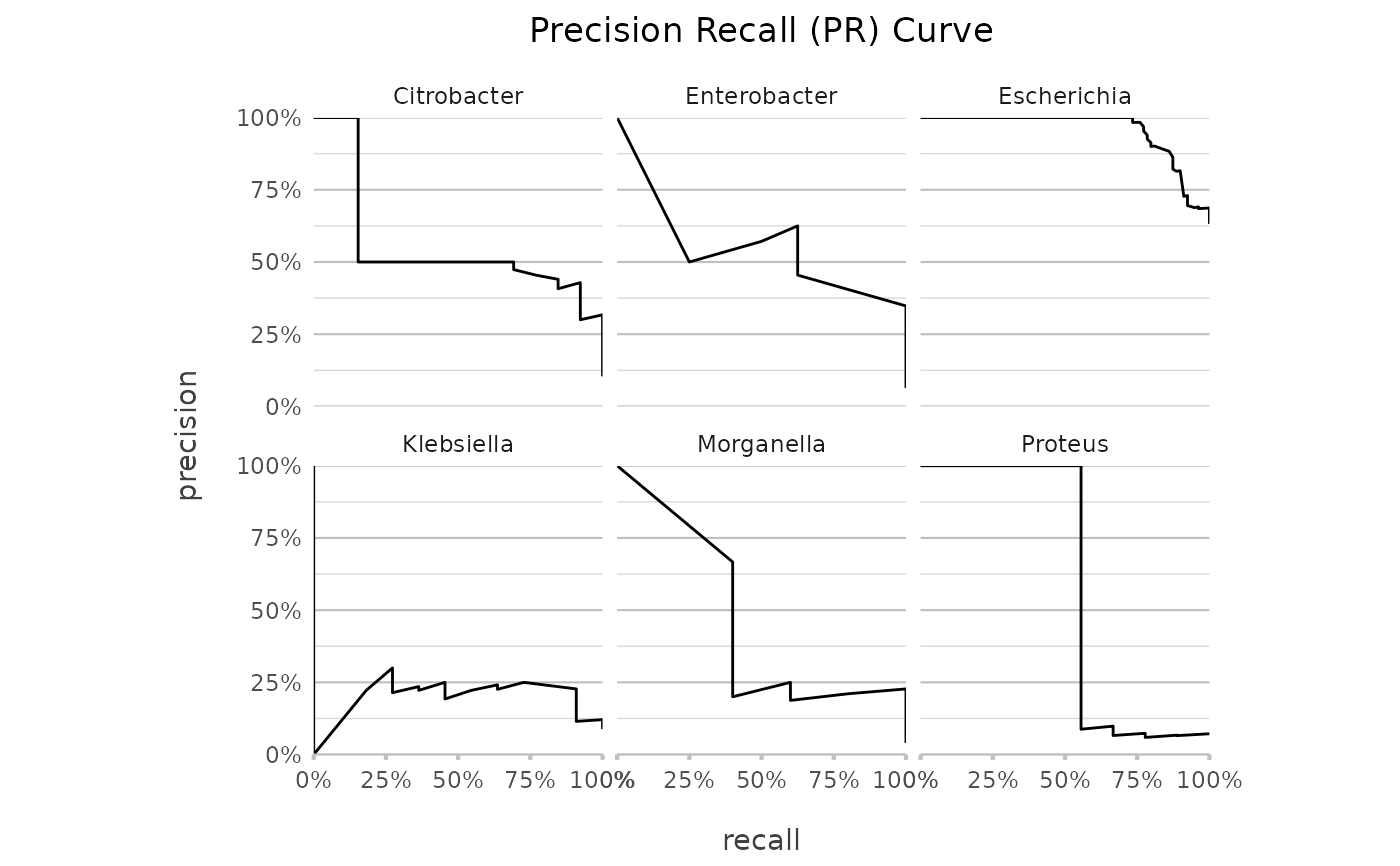 Precision Recall (PR) Curve
Citrobacter Enterobacter Escherichia
100%
75%
50%
25%
0%
precision
Klebsiella Morganella Proteus
100%
75%
50%
25%
0%
0% 25% 50% 75% 100% 0% 25% 50% 75% 100% 0% 25% 50% 75% 100%
recall